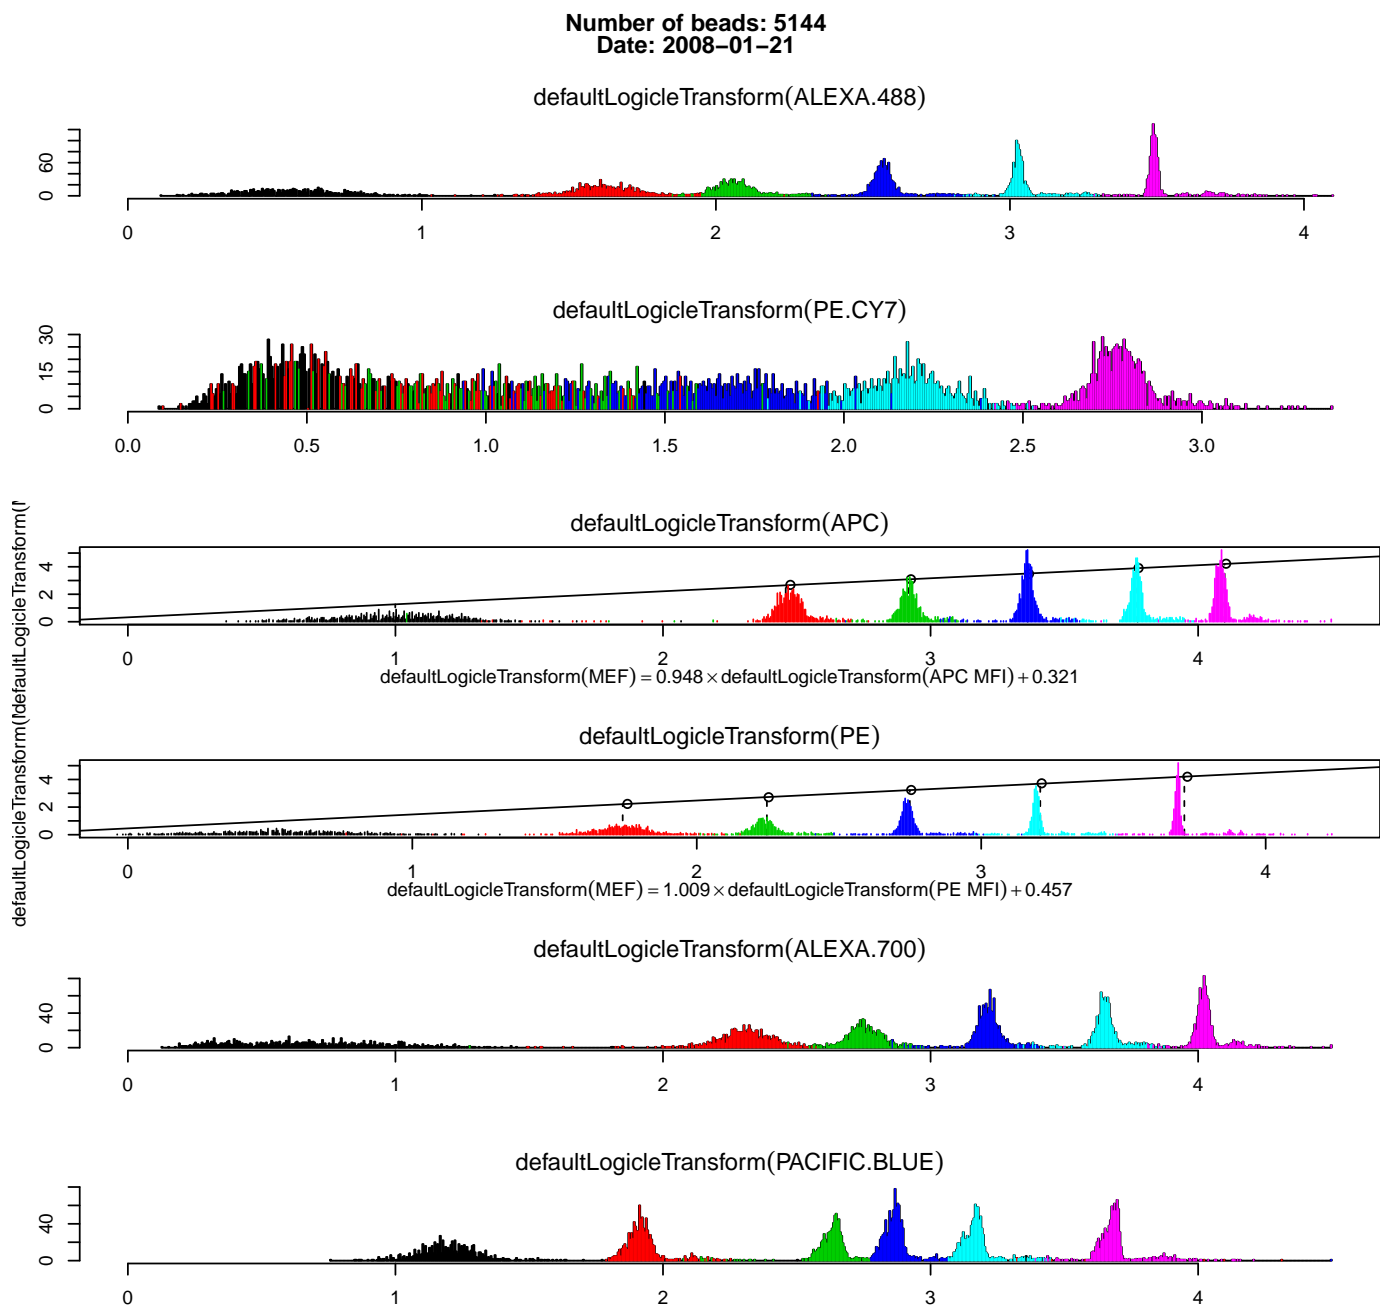 Number of beads: 5144
Date: 2008−01−21
defaultLogicleTransform(ALEXA.488)
0 60
0 1 2 3 4
defaultLogicleTransform(PE.CY7)
0 15 30
0.0 0.5 1.0 1.5 2.0 2.5 3.0
defaultLogicleTransform(APC)
0 2 4
0 1 2 3 4
defaultLogicleTransform(MEF) = 0.948 × defaultLogicleTransform(APC MFI) + 0.321
defaultLogicleTransform(
defaultLogicleTransform(PE)
0 2 4
0 1 2 3 4
defaultLogicleTransform(MEF) = 1.009 × defaultLogicleTransform(PE MFI) + 0.457
defaultLogicleTransform(
defaultLogicleTransform(ALEXA.700)
0 40
0 1 2 3 4
defaultLogicleTransform(PACIFIC.BLUE)
0 40
0 1 2 3 4